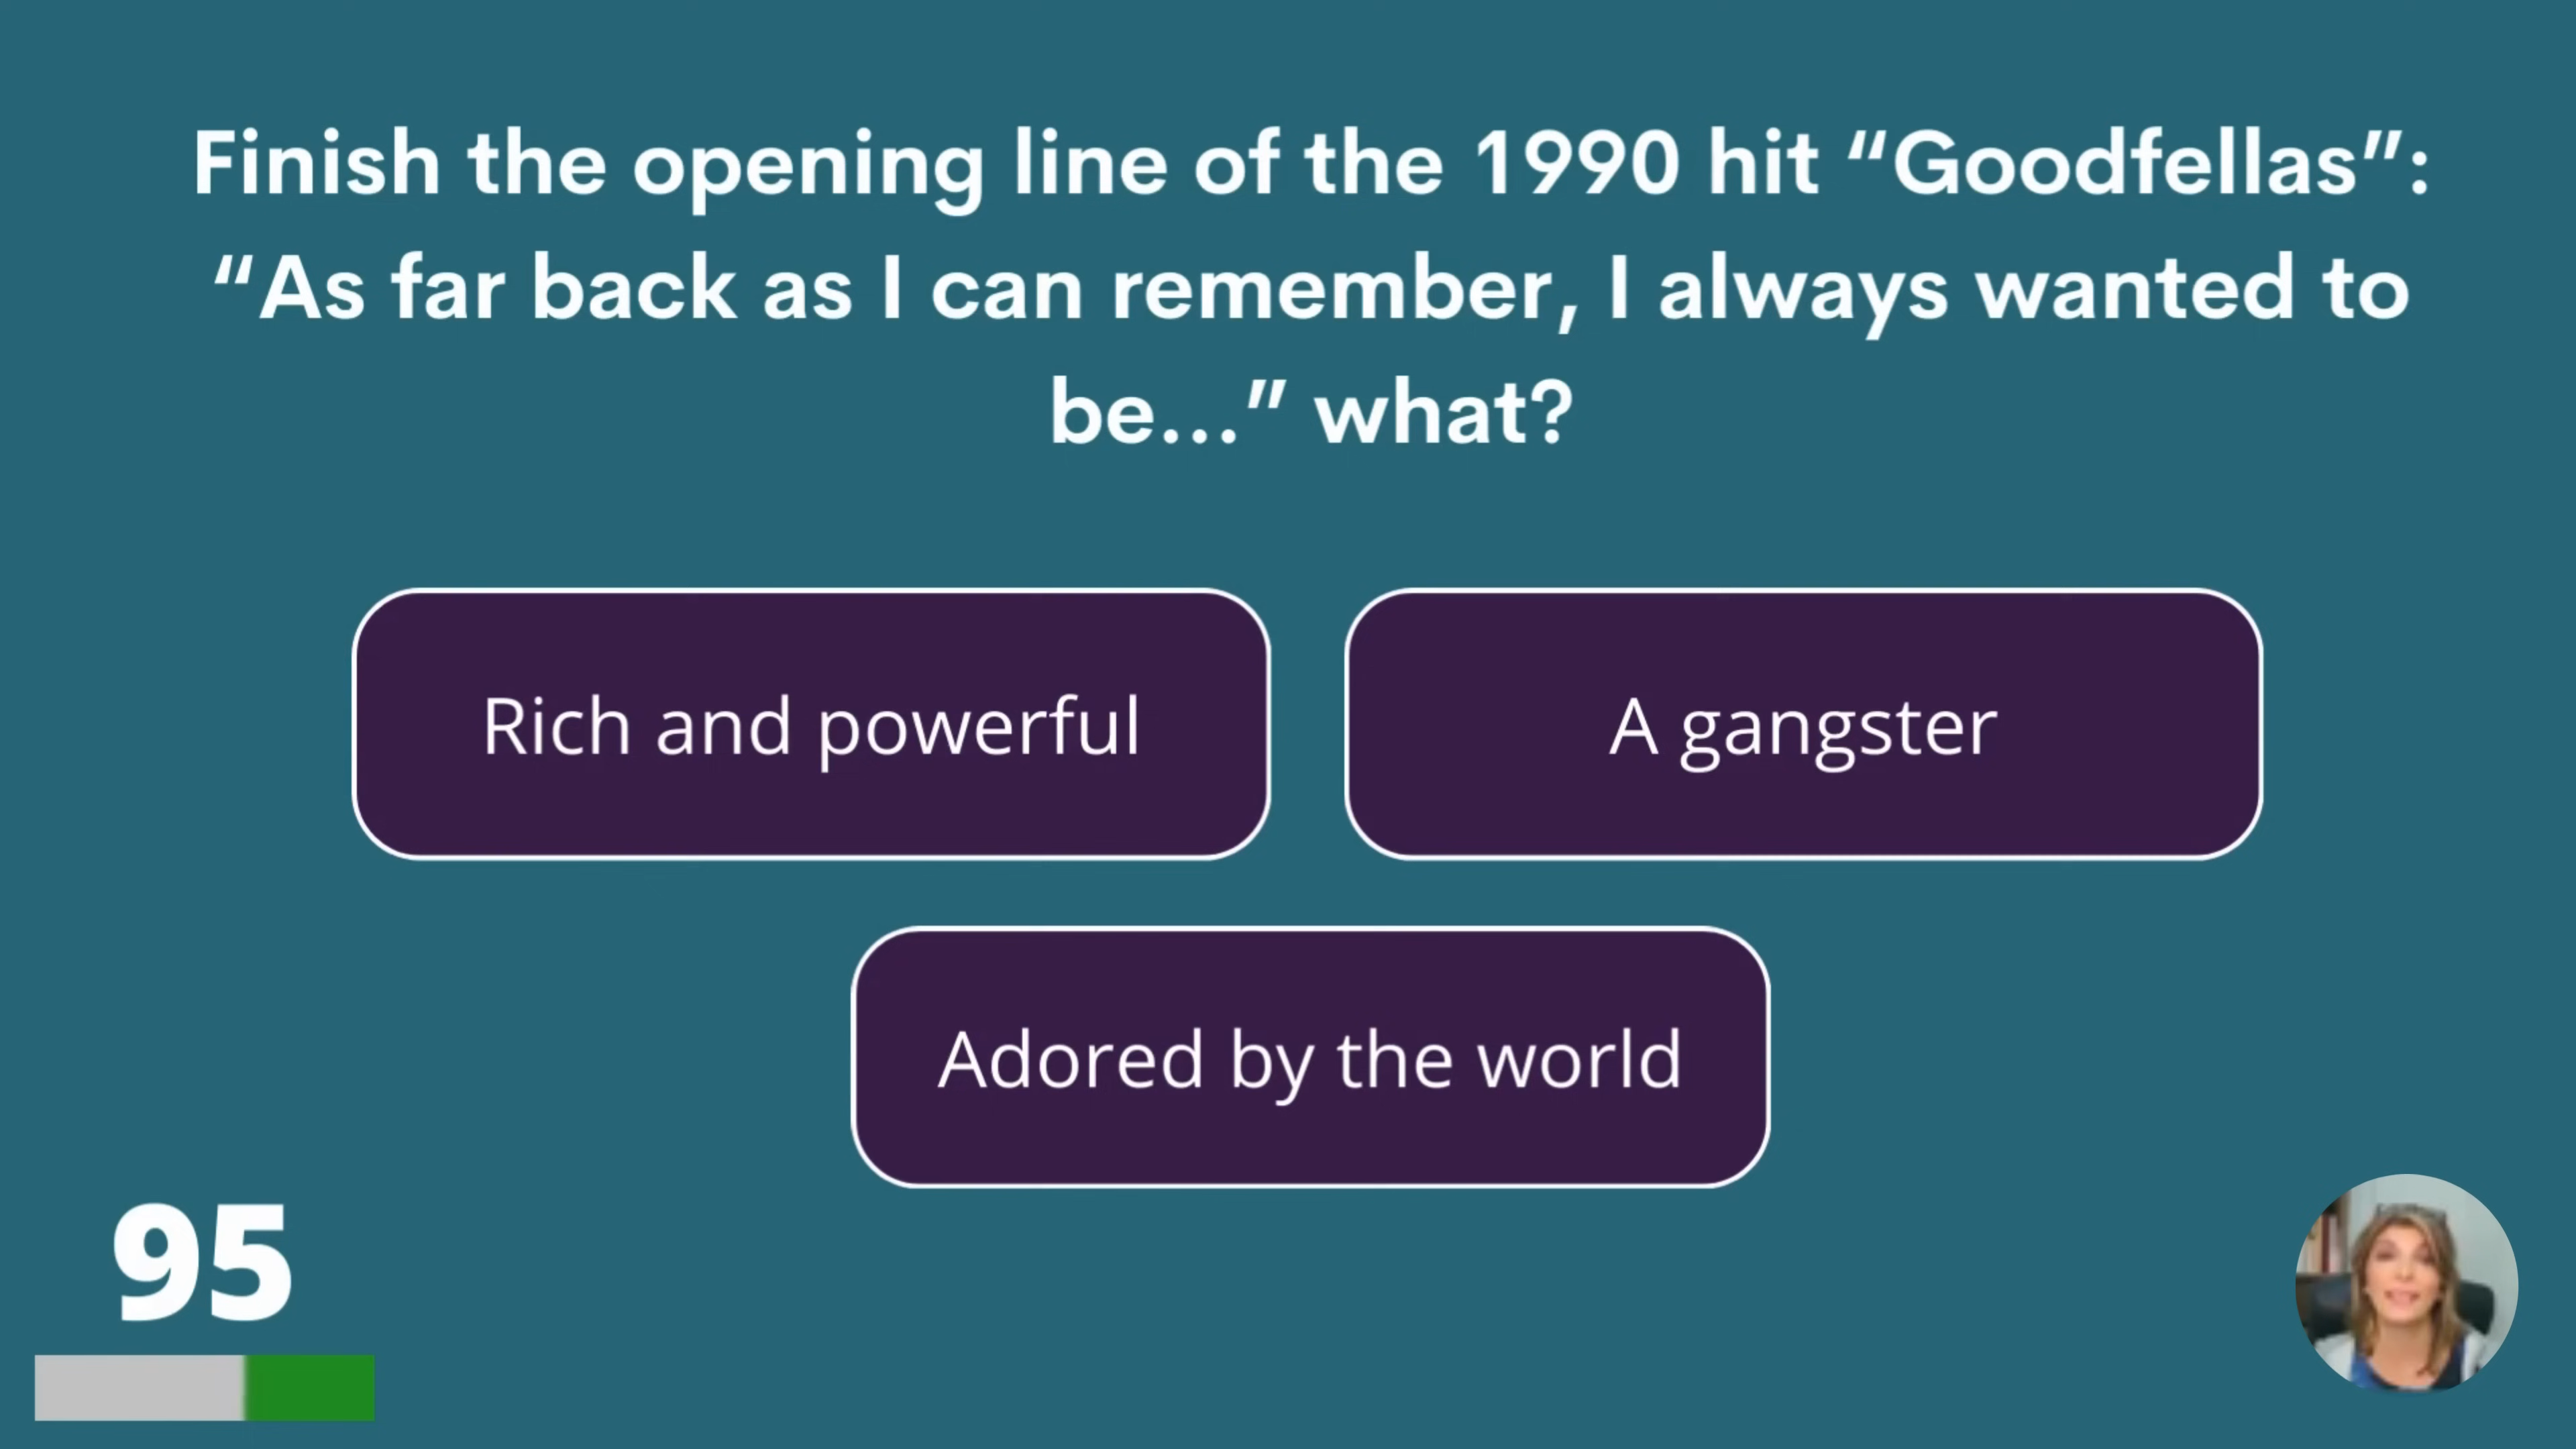 Finish the opening line of the 1990 hit “Goodfellas”:
“As far back as I can remember, I always wanted to
be...” what?
Rich and powerful
A gangster
Adored by the world
95